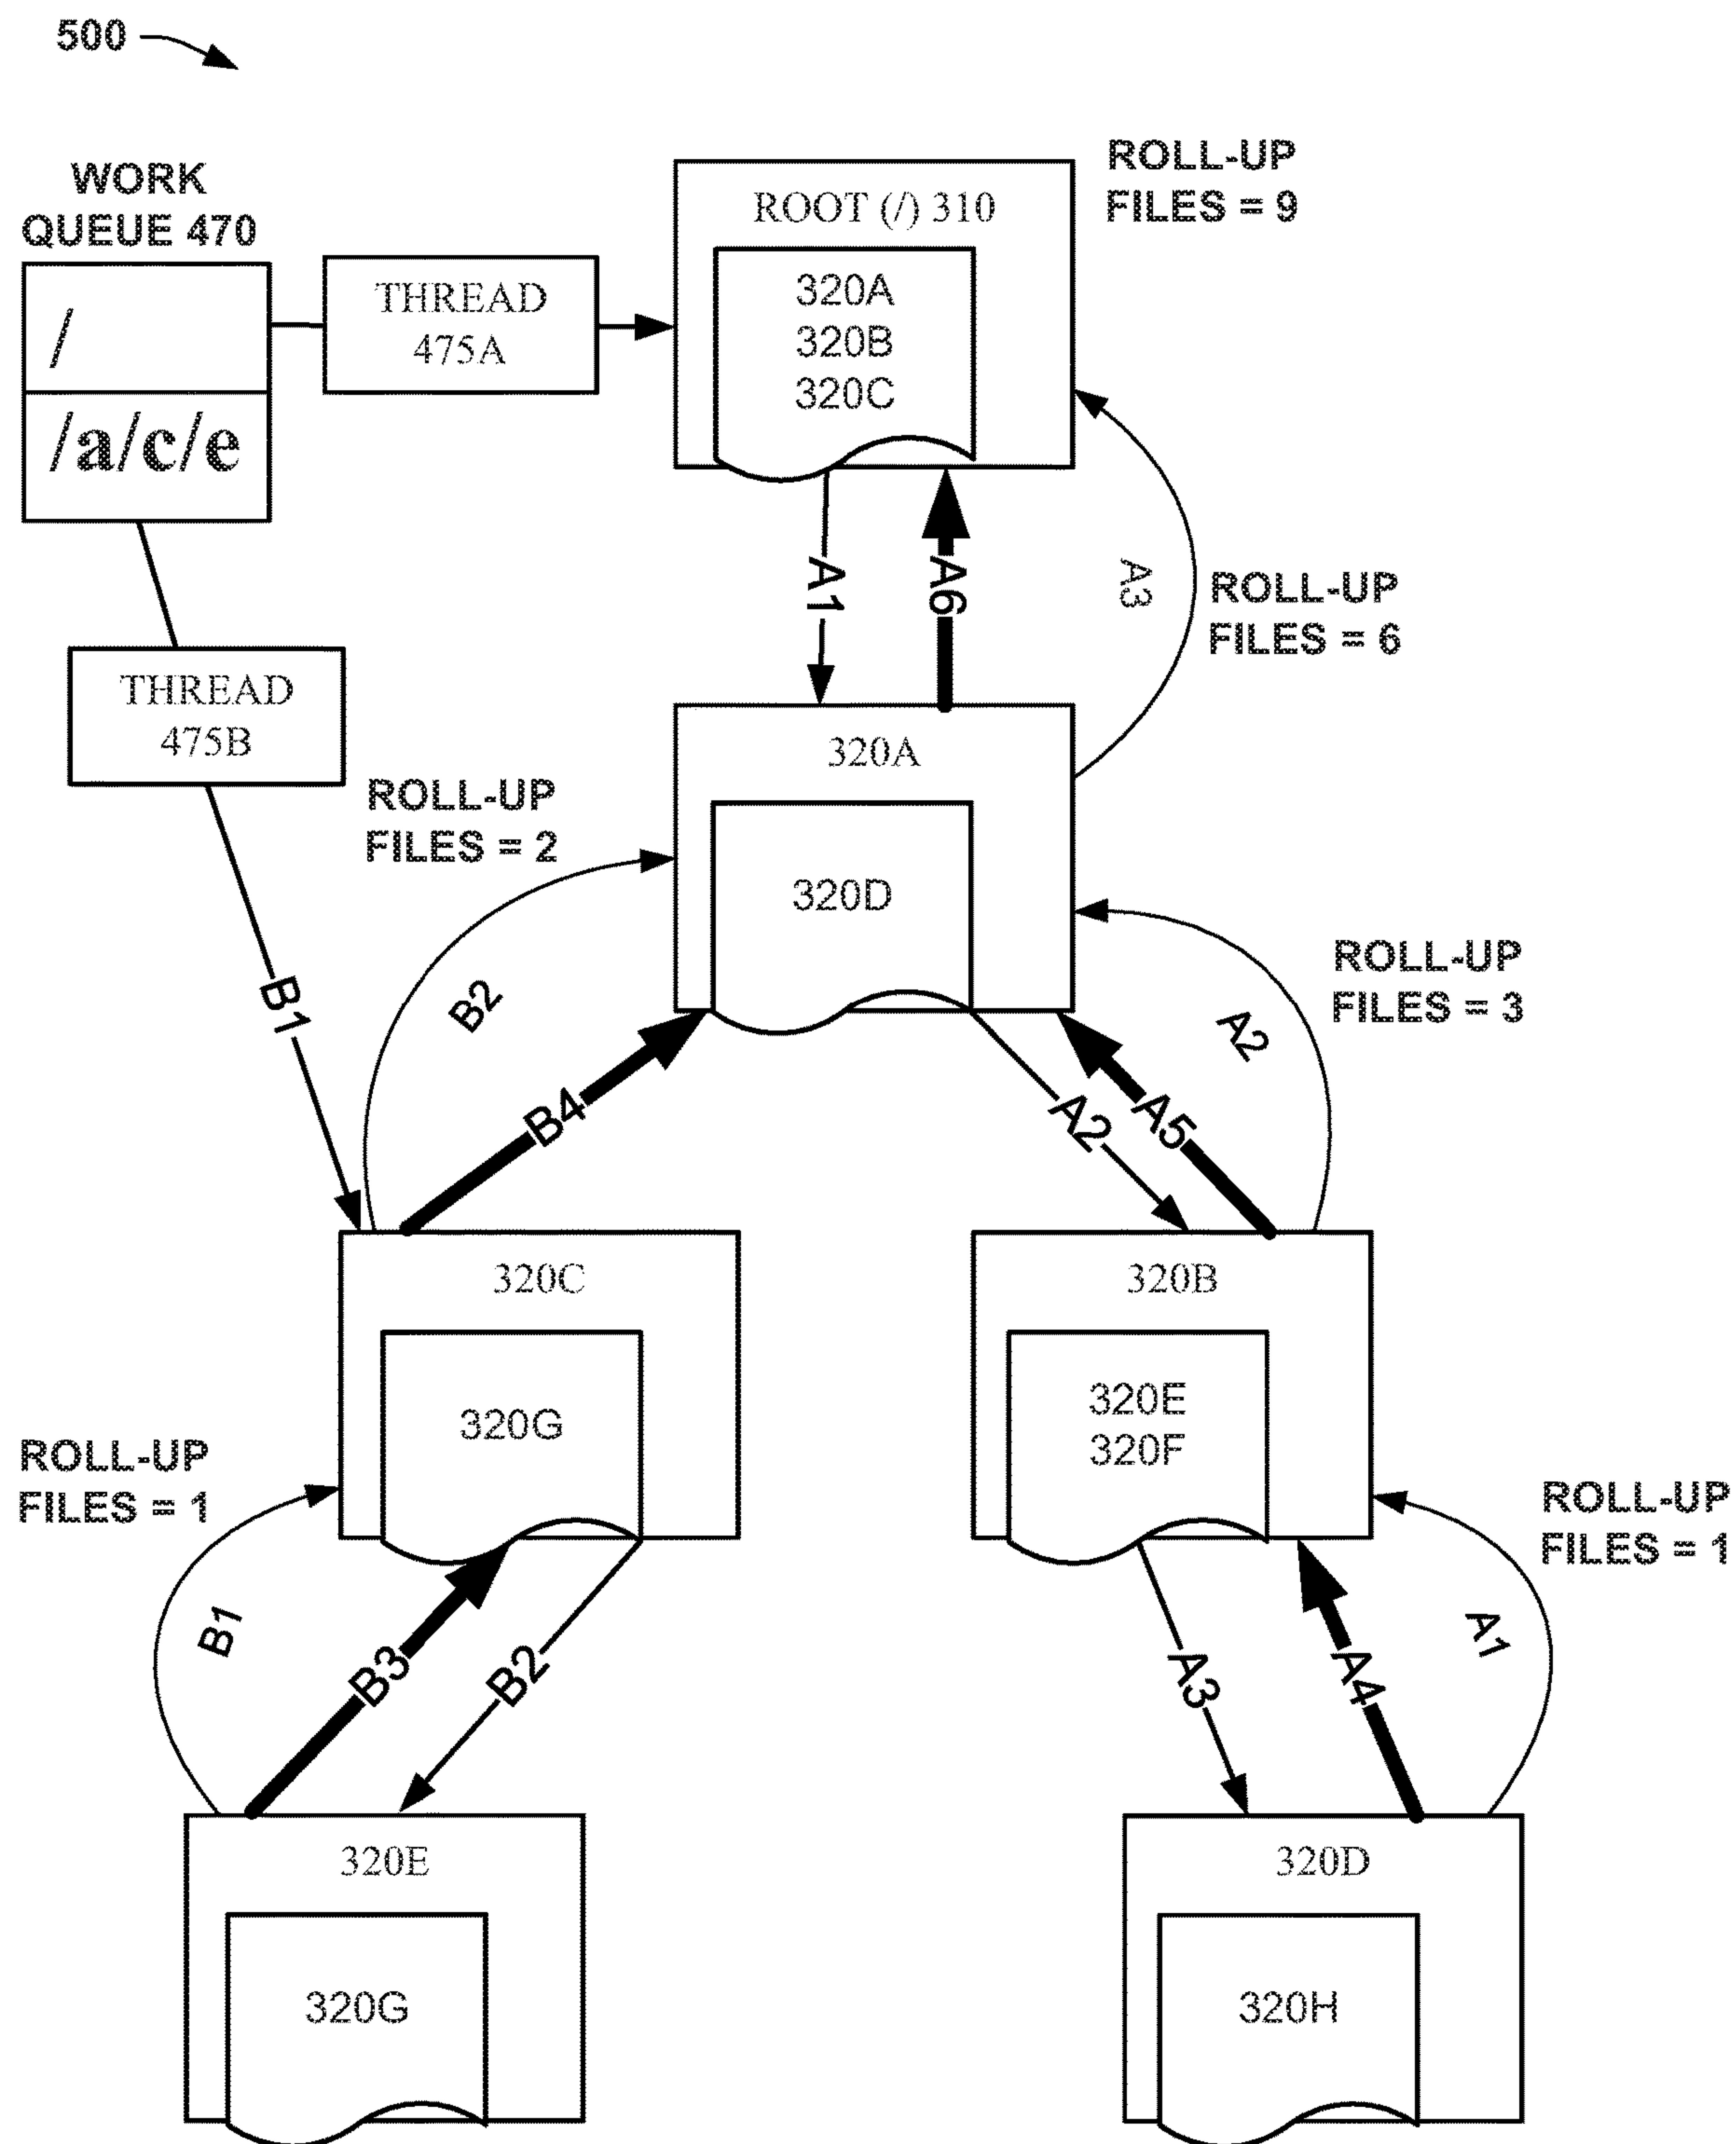 500
WORK
QUEUE 470
/
/a/c/e
THREAD
475A
ROOT (/) 310
320A
320B
320C
ROLL-UP
FILES = 9
A1
A6
A3
ROLL-UP
FILES = 6
THREAD
475B
ROLL-UP
FILES = 2
320A
320D
B1
B2
B4
A2
A5
A2
ROLL-UP
FILES = 3
320C
320G
320B
320E
320F
ROLL-UP
FILES = 1
ROLL-UP
FILES = 1
B1
B3
B2
A3
A4
A1
320E
320G
320D
320H